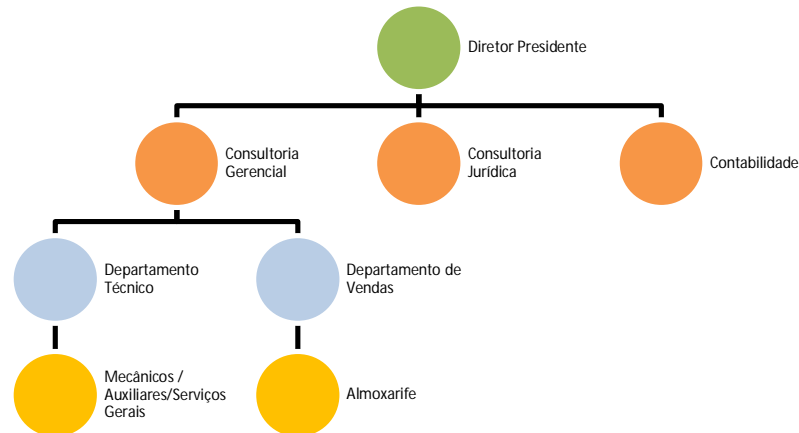 Diretor Presidente
Consultoria
Gerencial
Consultoria
Jurídica
Contabilidade
Departamento
Técnico
Departamento de
Vendas
Mecânicos /
Auxiliares/Serviços
Gerais
Almoxarife